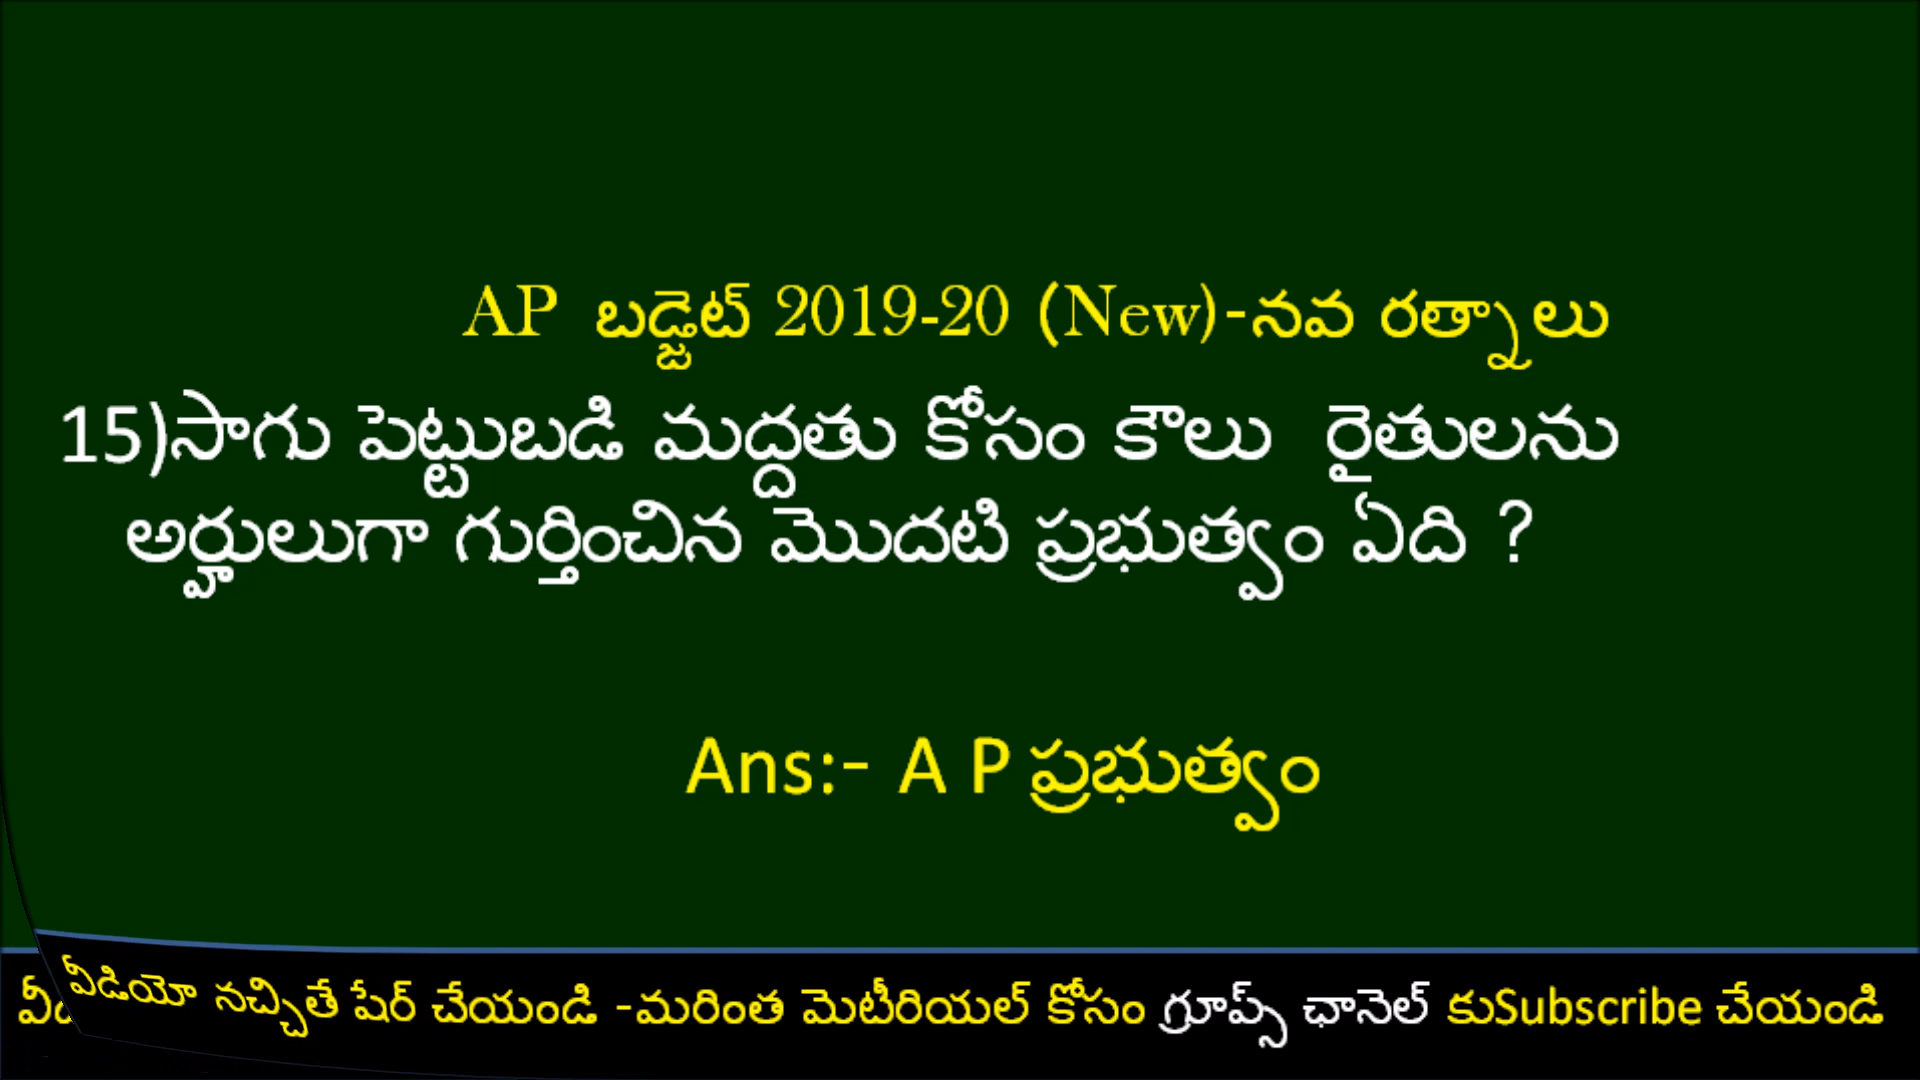 AP బడ్జెట్ 2019-20 (New)-నవ రత్నాలు
15)సాగు పెట్టుబడి మద్దతు కోసం కౌలు రైతులను
అర్హులుగా గుర్తించిన మొదటి ప్రభుత్వం ఏది ?
Ans:- A P ప్రభుత్వం
వీడియో నచ్చితే షేర్ చేయండి -మరింత మెటీరియల్ కోసం గ్రూప్స్ ఛానెల్ కుSubscribe చేయండి